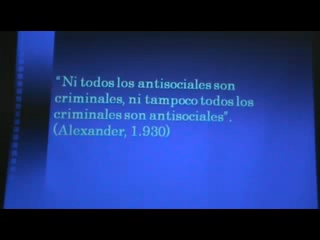 “Ni todos los antisociales son
criminales, ni tampoco todos los
criminales son antisociales”.
(Alexander, 1.930)